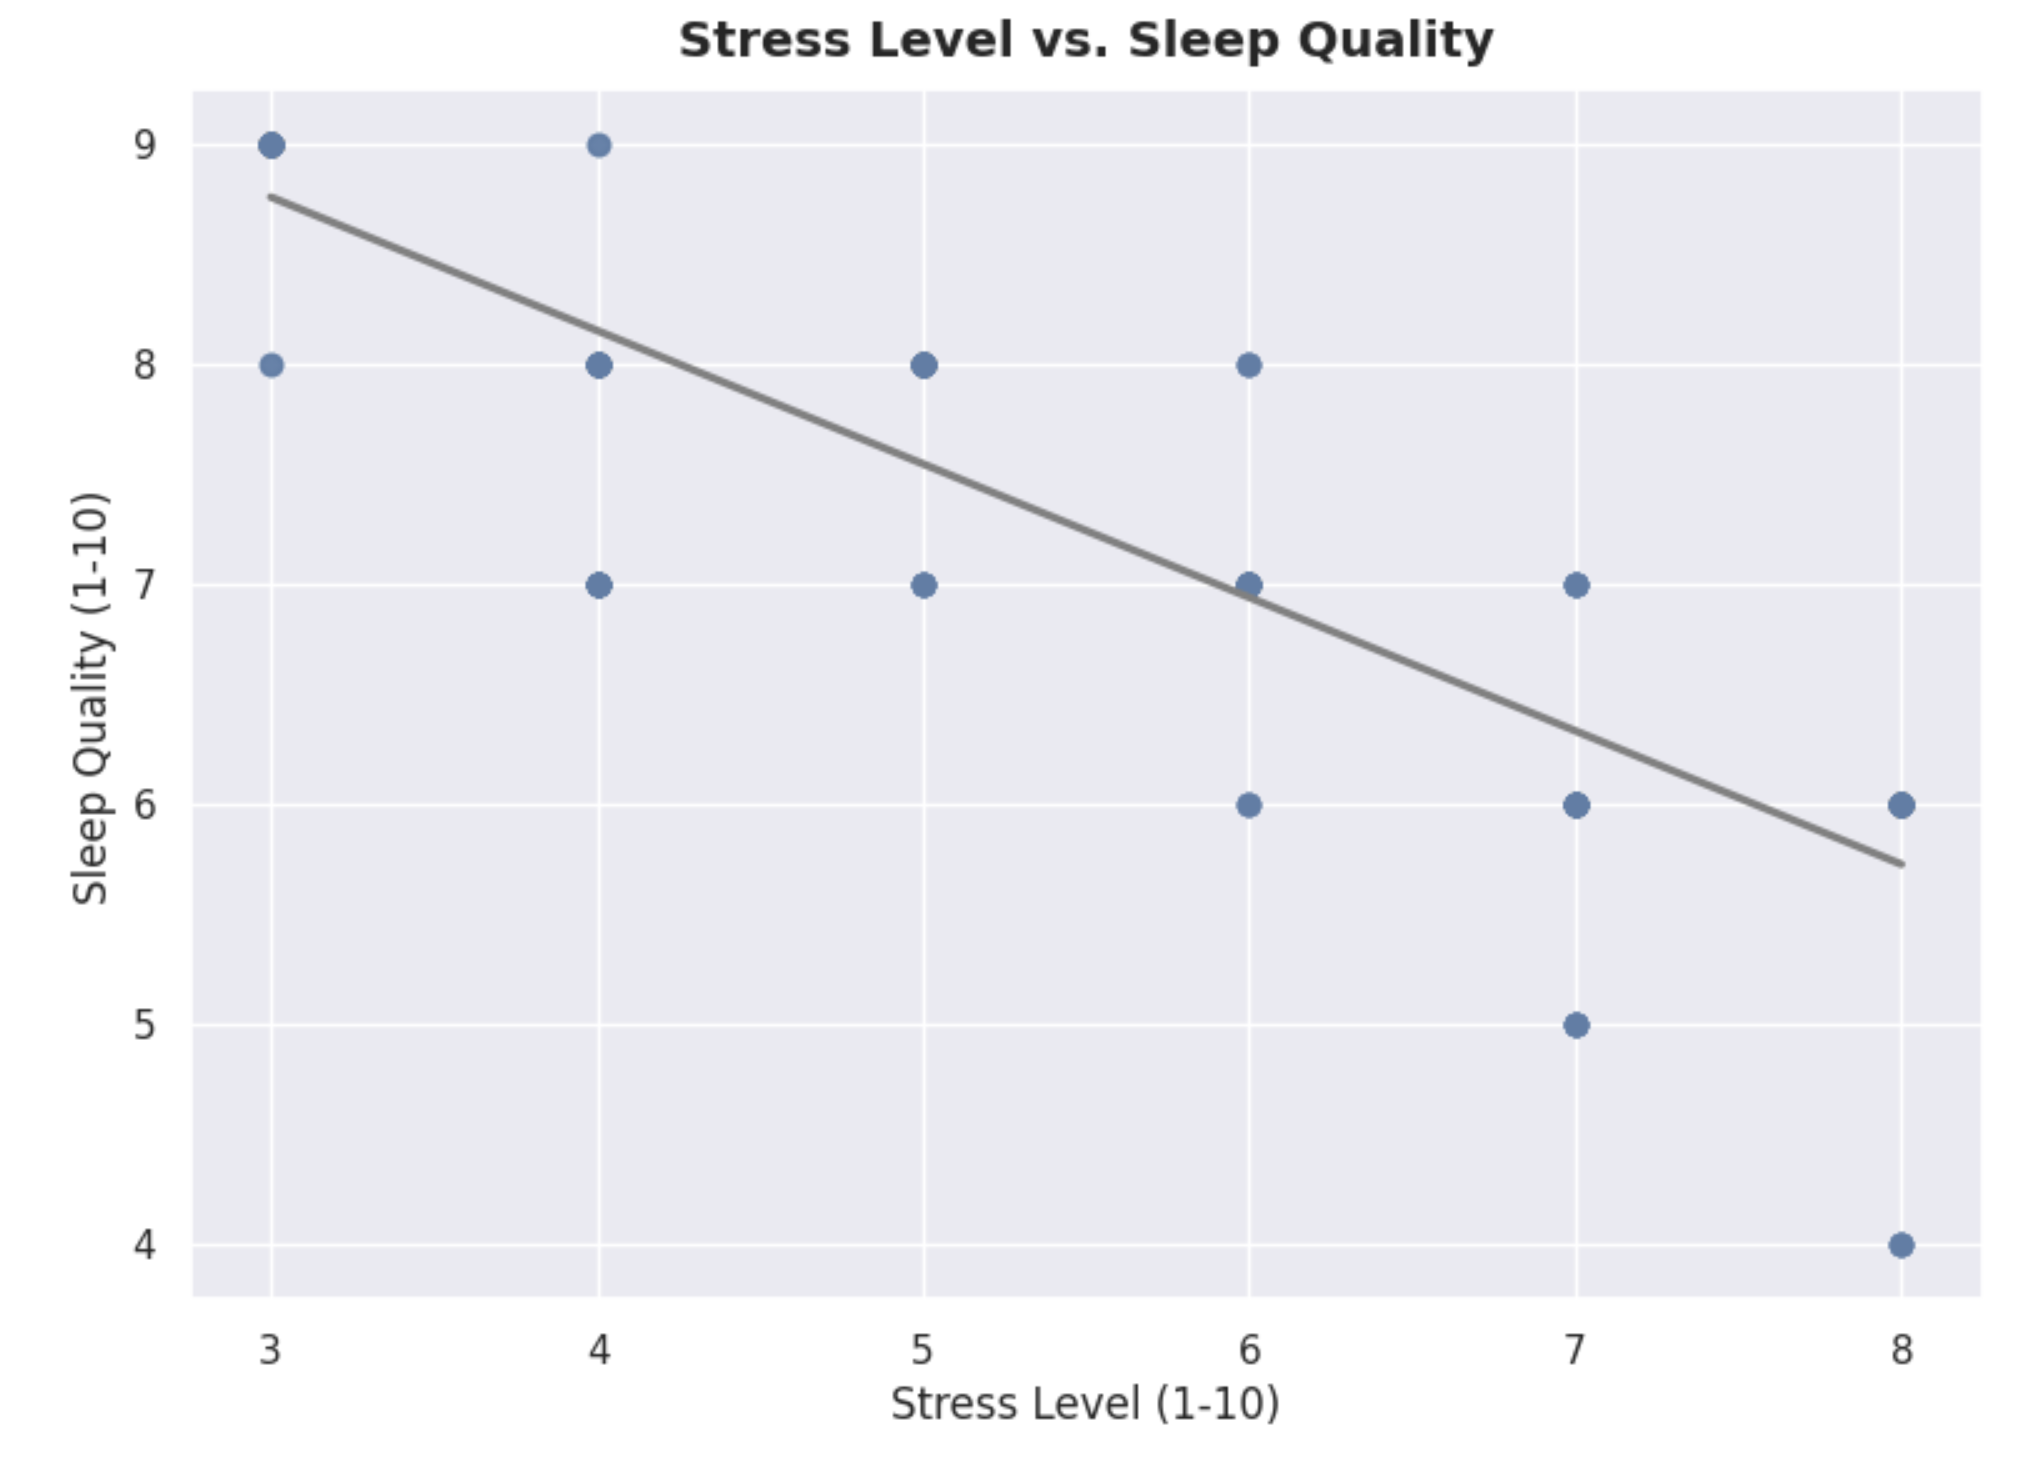 Stress Level vs. Sleep Quality
9
8
7
6
5
4
Sleep Quality (1-10)
3 4 5 6 7 8
Stress Level (1-10)